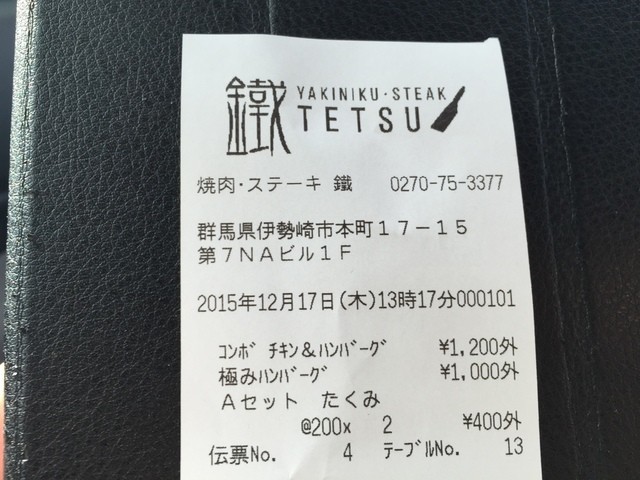 鐵 YAKINIKU・STEAK
TETSU
焼肉・ステーキ 鐵 0270-75-3377
群馬県伊勢崎市本町17-15
第7NAビル1F
2015年12月17日(木)13時17分000101
ｺﾝﾎﾞ ﾁｷﾝ&ﾊﾝﾊﾞｰｸﾞ ¥1,200外
極みﾊﾝﾊﾞｰｸﾞ ¥1,000外
Aセット たくみ
@200x 2 ¥400外
伝票No. 4 ﾃｰﾌﾞﾙNo. 13